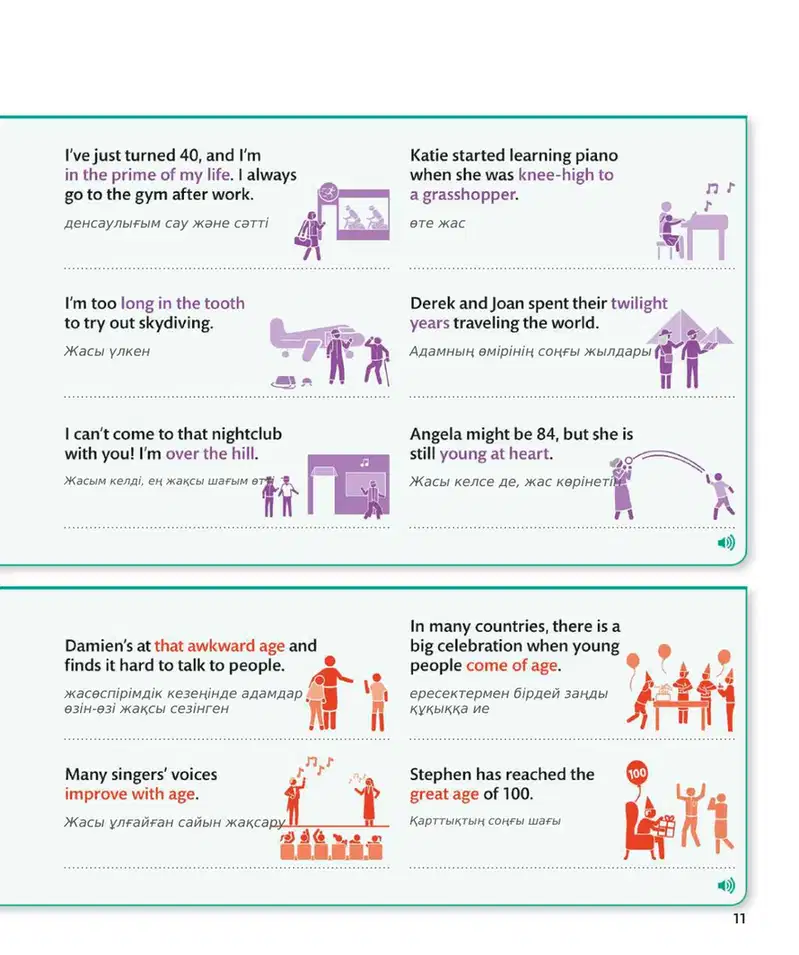 I've just turned 40, and I'm
in the prime of my life. I always
go to the gym after work.
денсаулығым сау және сәтті
Katie started learning piano
when she was knee-high to
a grasshopper.
өте жас
I'm too long in the tooth
to try out skydiving.
Жасы үлкен
Derek and Joan spent their twilight
years traveling the world.
Адамның өмірінің соңғы жылдары
I can't come to that nightclub
with you! I'm over the hill.
Жасым келді, ең жақсы шағым өтті
Angela might be 84, but she is
still young at heart.
Жасы келсе де, жас көрінетін
Damien's at that awkward age and
finds it hard to talk to people.
жасөспірімдік кезеңінде адамдар
өзін-өзі жақсы сезінген
In many countries, there is a
big celebration when young
people come of age.
ересектермен бірдей заңды
құқыққа ие
Many singers' voices
improve with age.
Жасы ұлғайған сайын жақсару
Stephen has reached the
great age of 100.
Қарттықтың соңғы шағы
100
11